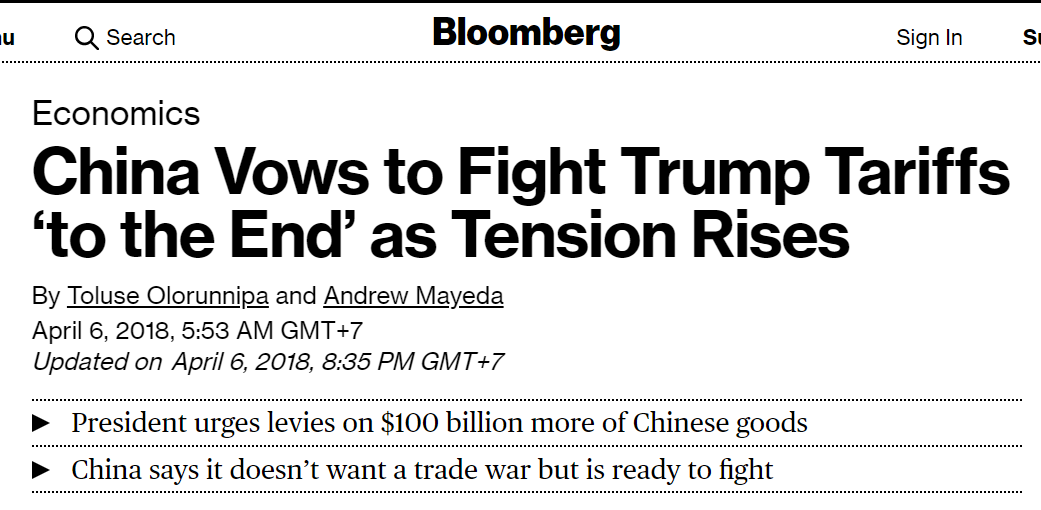 u Search Bloomberg Sign In Su
Economics
China Vows to Fight Trump Tariffs
‘to the End’ as Tension Rises
By Toluse Olorunnipa and Andrew Mayeda
April 6, 2018, 5:53 AM GMT+7
Updated on April 6, 2018, 8:35 PM GMT+7
President urges levies on $100 billion more of Chinese goods
China says it doesn’t want a trade war but is ready to fight